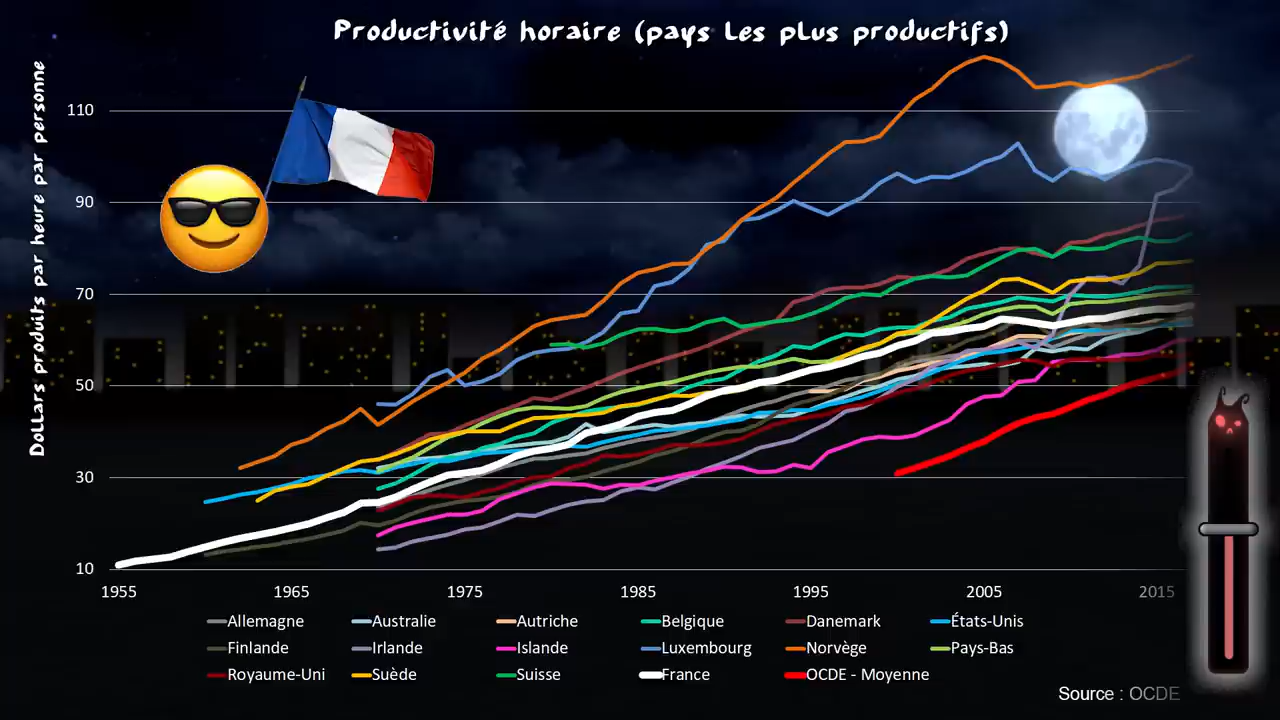 Productivité horaire (pays les plus productifs)
Dollars produits par heure par personne
110
90
70
50
30
10
1955 1965 1975 1985 1995 2005 2015
Allemagne Australie Autriche Belgique Danemark États-Unis
Finlande Irlande Islande Luxembourg Norvège Pays-Bas
Royaume-Uni Suède Suisse France OCDE - Moyenne
Source : OCDE